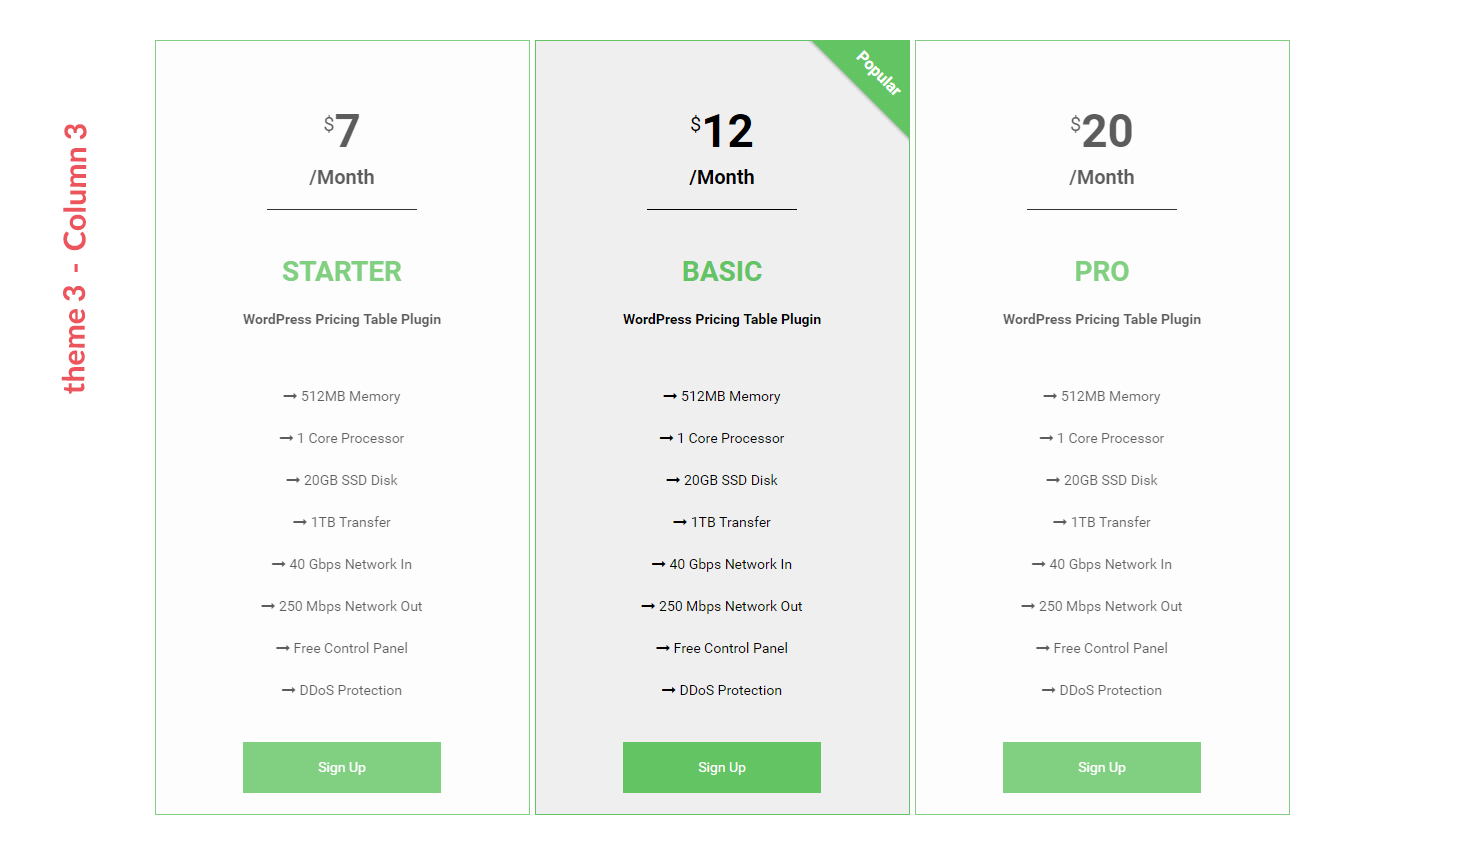 theme 3 - Column 3
$7
/Month
STARTER
WordPress Pricing Table Plugin
512MB Memory
1 Core Processor
20GB SSD Disk
1TB Transfer
40 Gbps Network In
250 Mbps Network Out
Free Control Panel
DDoS Protection
Sign Up
Popular
$12
/Month
BASIC
WordPress Pricing Table Plugin
512MB Memory
1 Core Processor
20GB SSD Disk
1TB Transfer
40 Gbps Network In
250 Mbps Network Out
Free Control Panel
DDoS Protection
Sign Up
$20
/Month
PRO
WordPress Pricing Table Plugin
512MB Memory
1 Core Processor
20GB SSD Disk
1TB Transfer
40 Gbps Network In
250 Mbps Network Out
Free Control Panel
DDoS Protection
Sign Up